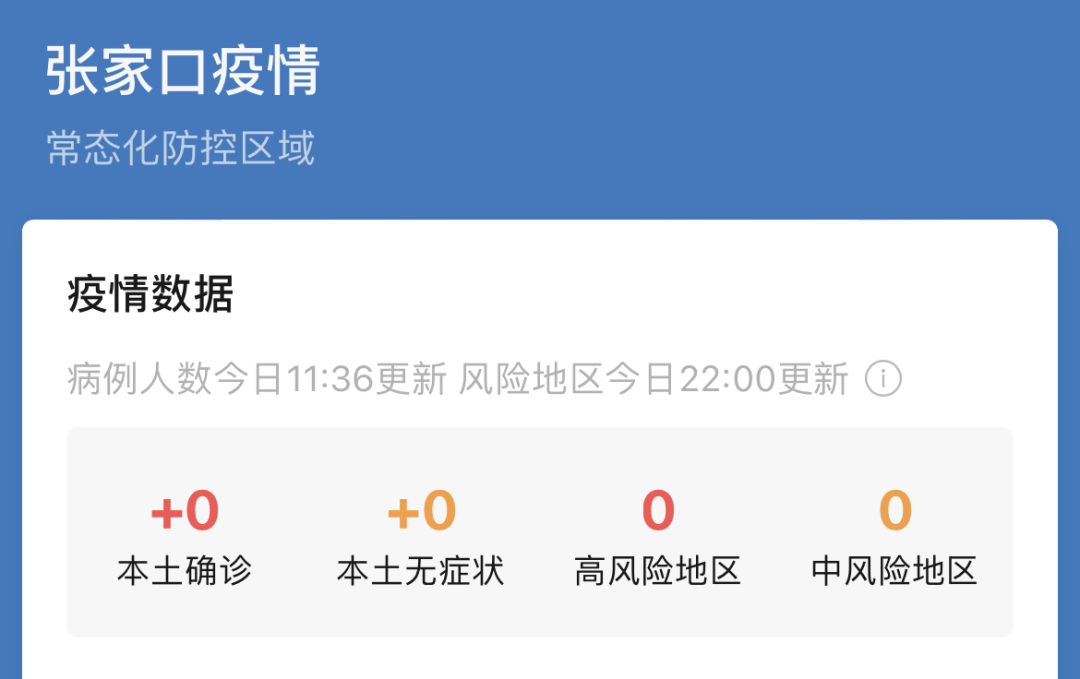 张家口疫情
常态化防控区域
疫情数据
病例人数今日11:36更新 风险地区今日22:00更新
+0 +0 0 0
本土确诊 本土无症状 高风险地区 中风险地区